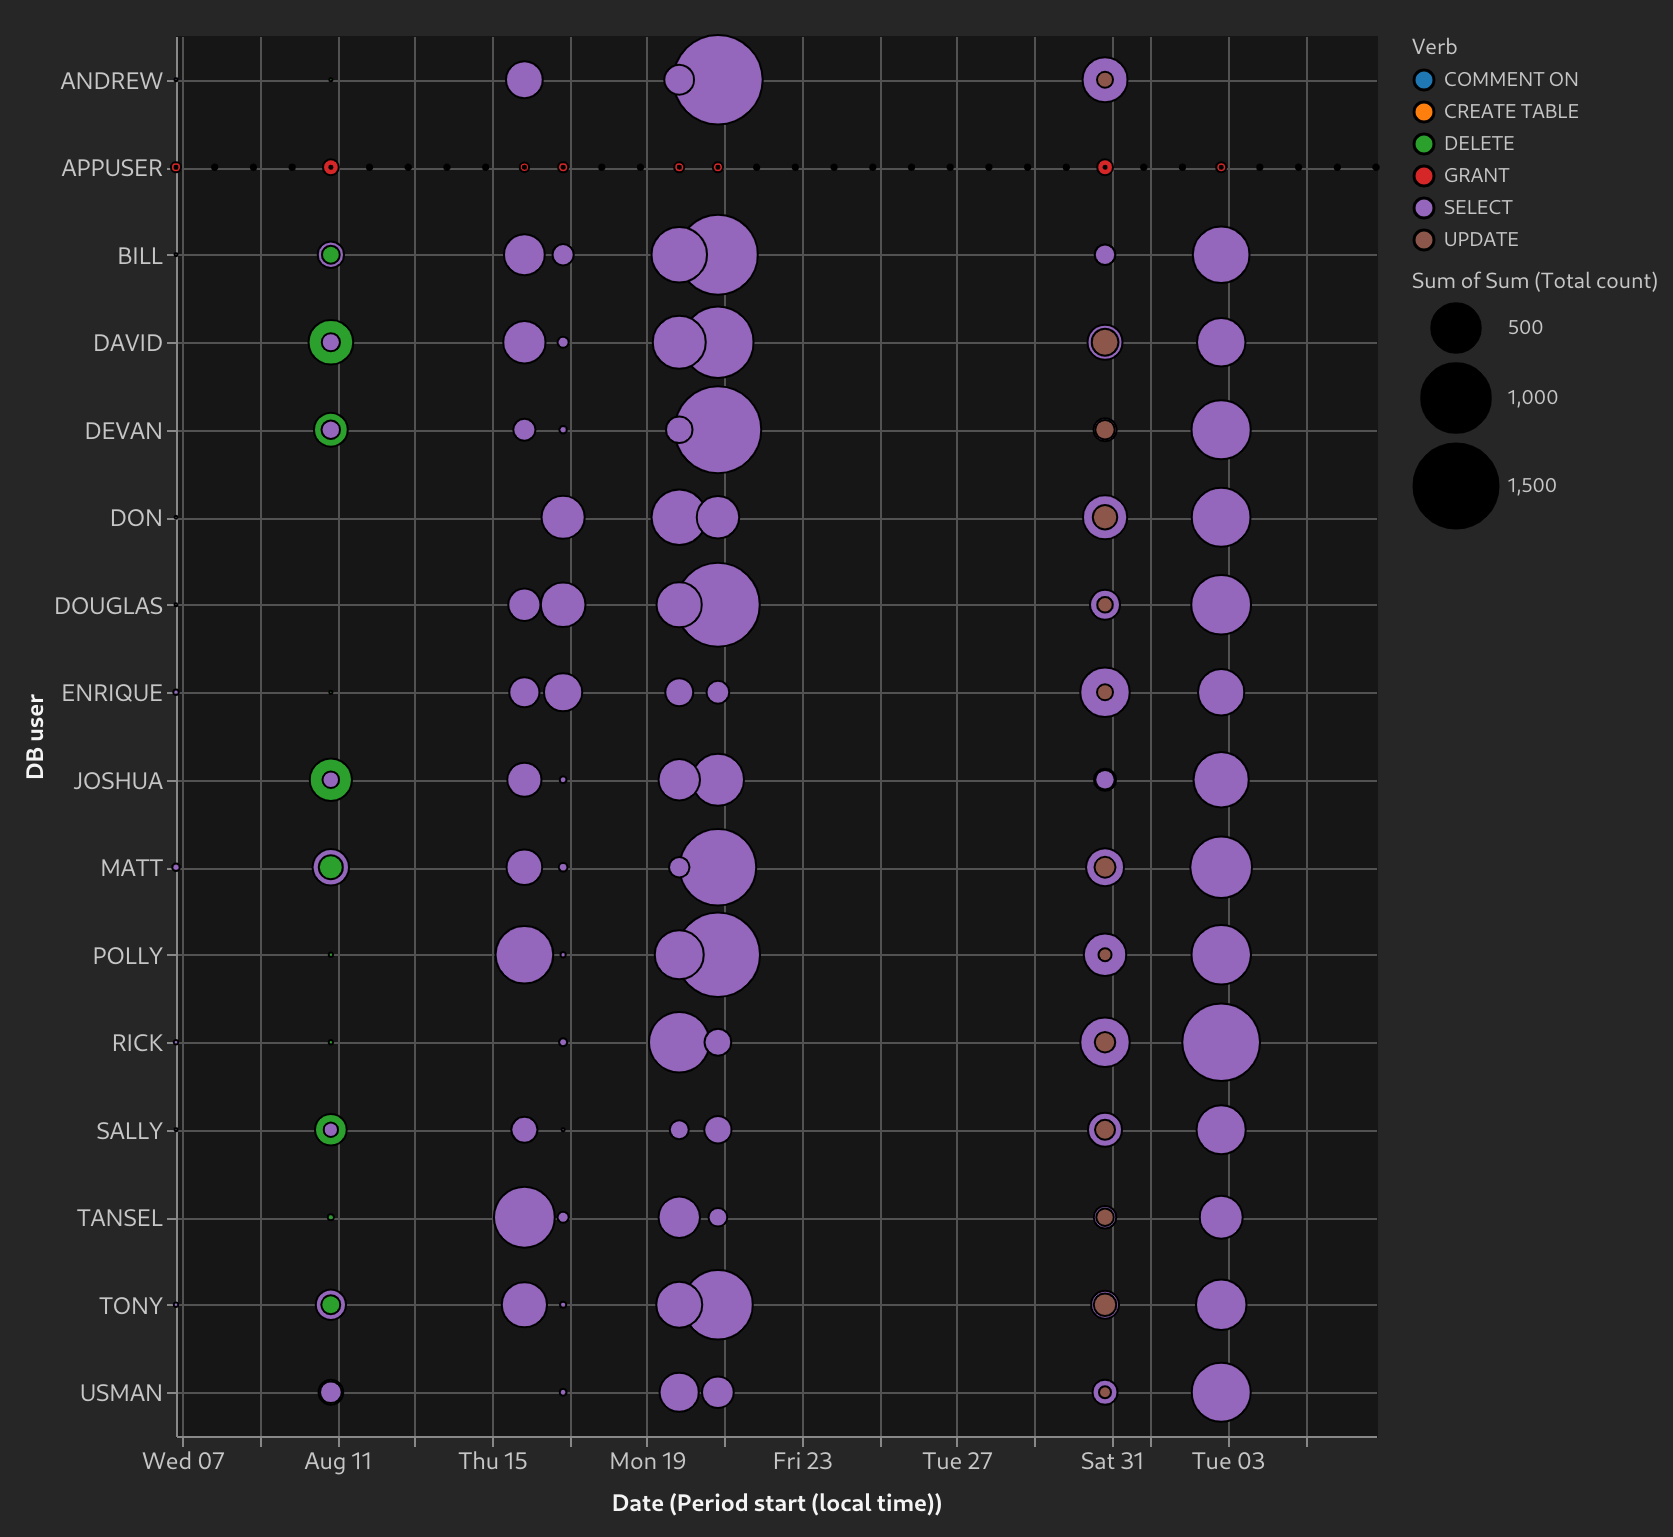 ANDREW
APPUSER
BILL
DAVID
DEVAN
DON
DOUGLAS
ENRIQUE
JOSHUA
MATT
POLLY
RICK
SALLY
TANSEL
TONY
USMAN
DB user
Wed 07 Aug 11 Thu 15 Mon 19 Fri 23 Tue 27 Sat 31 Tue 03
Date (Period start (local time))
Verb
COMMENT ON
CREATE TABLE
DELETE
GRANT
SELECT
UPDATE
Sum of Sum (Total count)
500
1,000
1,500